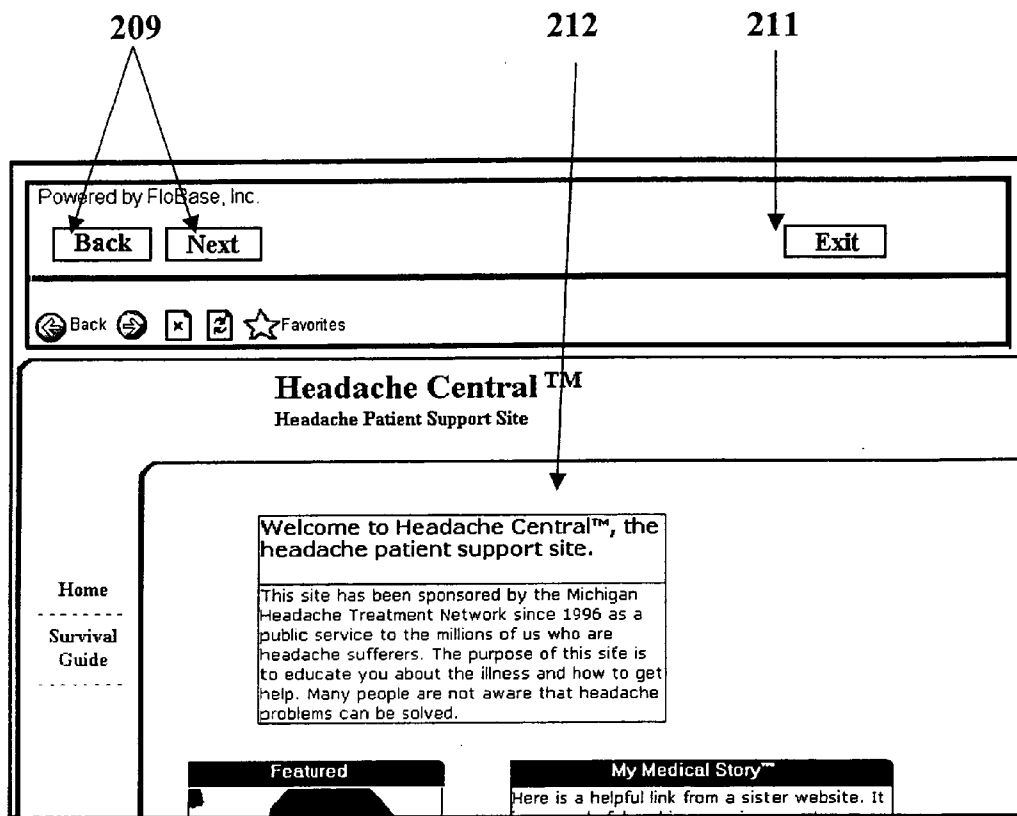 209 212 211
Powered by FloBase, Inc.
Back Next Exit
Back Favorites
Headache Central™
Headache Patient Support Site
Welcome to Headache Central™, the
headache patient support site.
Home
Survival
Guide
This site has been sponsored by the Michigan
Headache Treatment Network since 1996 as a
public service to the millions of us who are
headache sufferers. The purpose of this site is
to educate you about the illness and how to get
help. Many people are not aware that headache
problems can be solved.
Featured
My Medical Story™
Here is a helpful link from a sister website. It